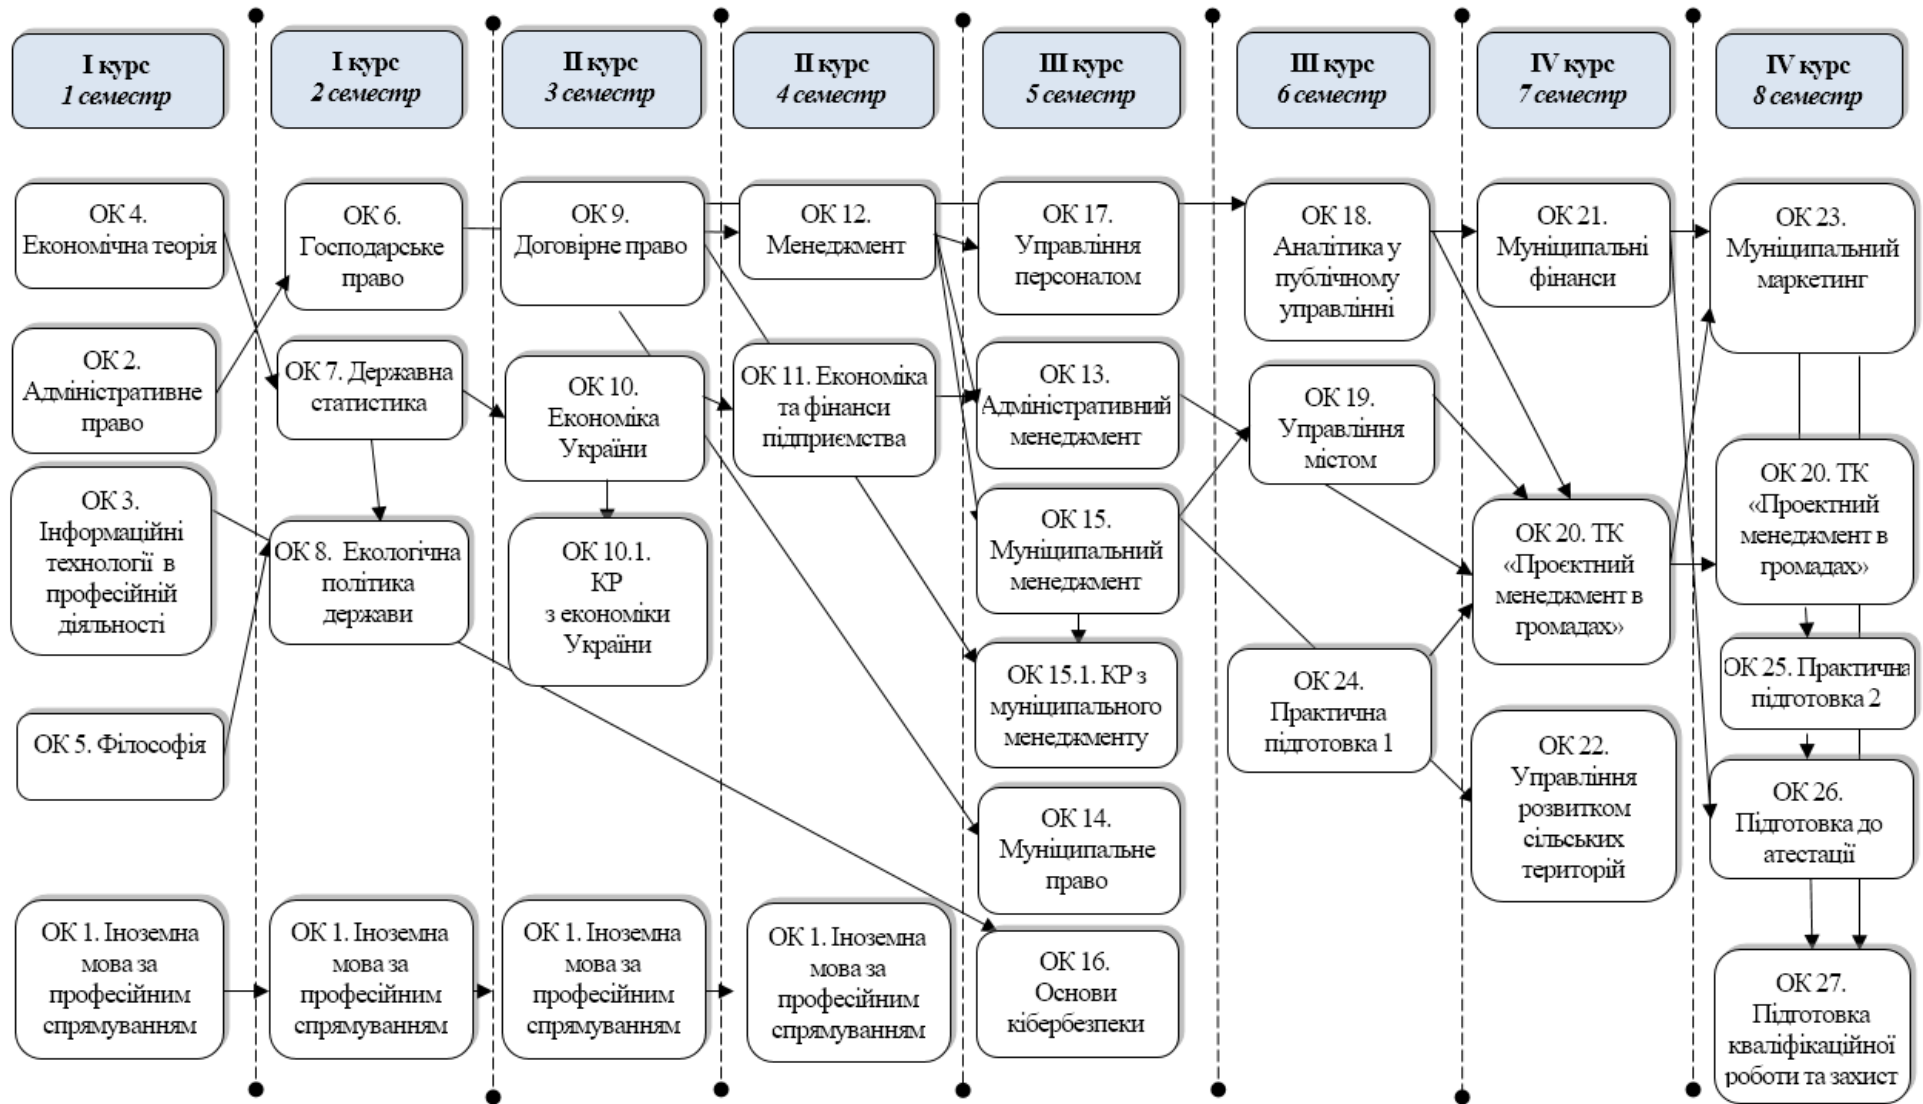 І курс
1 семестр
І курс
2 семестр
ІІ курс
3 семестр
ІІ курс
4 семестр
ІІІ курс
5 семестр
ІІІ курс
6 семестр
IV курс
7 семестр
IV курс
8 семестр
ОК 4.
Економічна теорія
ОК 2.
Адміністративне
право
ОК 3.
Інформаційні
технології в
професійній
діяльності
ОК 5. Філософія
ОК 1. Іноземна
мова за
професійним
спрямуванням
ОК 6.
Господарське
право
ОК 7. Державна
статистика
ОК 8. Екологічна
політика
держави
ОК 1. Іноземна
мова за
професійним
спрямуванням
ОК 9.
Договірне право
ОК 10.
Економіка
України
ОК 10.1.
КР
з економіки
України
ОК 1. Іноземна
мова за
професійним
спрямуванням
ОК 12.
Менеджмент
ОК 11. Економіка
та фінанси
підприємства
ОК 1. Іноземна
мова за
професійним
спрямуванням
ОК 17.
Управління
персоналом
ОК 13.
Адміністративний
менеджмент
ОК 15.
Муніципальний
менеджмент
ОК 15.1. КР з
муніципального
менеджменту
ОК 14.
Муніципальне
право
ОК 16.
Основи
кібербезпеки
ОК 18.
Аналітика у
публічному
управлінні
ОК 19.
Управління
містом
ОК 24.
Практична
підготовка 1
ОК 21.
Муніципальні
фінанси
ОК 20. ТК
«Проєктний
менеджмент в
громадах»
ОК 22.
Управління
розвитком
сільських
територій
ОК 23.
Муніципальний
маркетинг
ОК 20. ТК
«Проектний
менеджмент в
громадах»
ОК 25. Практична
підготовка 2
ОК 26.
Підготовка до
атестації
ОК 27.
Підготовка
кваліфікаційної
роботи та захист